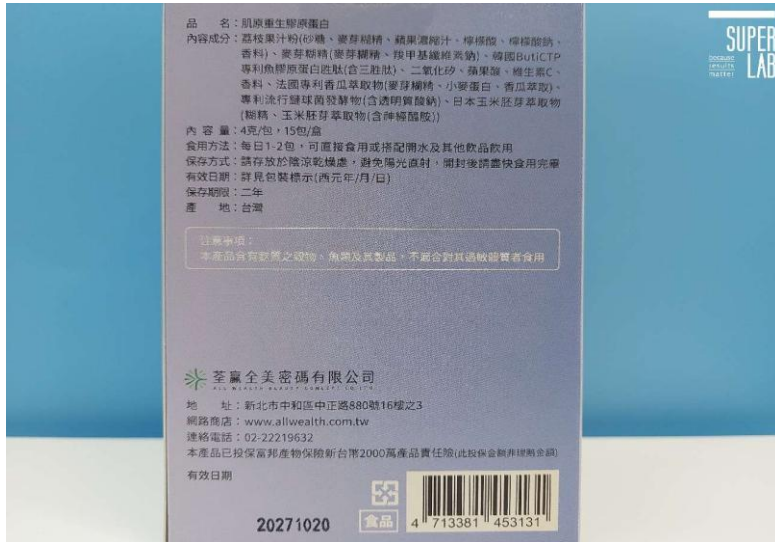 品　　名：肌原重生膠原蛋白
內容成分：荔枝果汁粉(砂糖、麥芽糊精、蘋果濃縮汁、檸檬酸、檸檬酸鈉、
香料)、麥芽糊精(麥芽糊精、羧甲基纖維素鈉)、韓國ButiCTP
專利魚膠原蛋白胜肽(含三胜肽)、二氧化矽、蘋果酸、維生素C、
香料、法國專利香瓜萃取物(麥芽糊精、小麥蛋白、香瓜萃取)、
專利流行鏈球菌發酵物(含透明質酸鈉)、日本玉米胚芽萃取物
(糊精、玉米胚芽萃取物(含神經醯胺))
內 容 量：4克/包，15包/盒
食用方法：每日1-2包，可直接食用或搭配開水及其他飲品飲用
保存方式：請存放於陰涼乾燥處，避免陽光直射，開封後請盡快食用完畢
有效日期：詳見包裝標示(西元年/月/日)
保存期限：二年
產　　地：台灣
注意事項：
本產品含有麩質之穀物、魚類及其製品，不適合對其過敏體質者食用
荃贏全美密碼有限公司
ALL WEALTH BEAUTY CONCEPT CO.,LTD.
地　　址：新北市中和區中正路880號16樓之3
網路商店：www.allwealth.com.tw
連絡電話：02-22219632
本產品已投保富邦產物保險新台幣2000萬產品責任險(此投保金額非理賠金額)
有效日期
20271020
食品
4 713381 453131
SUPER LAB
because results matter